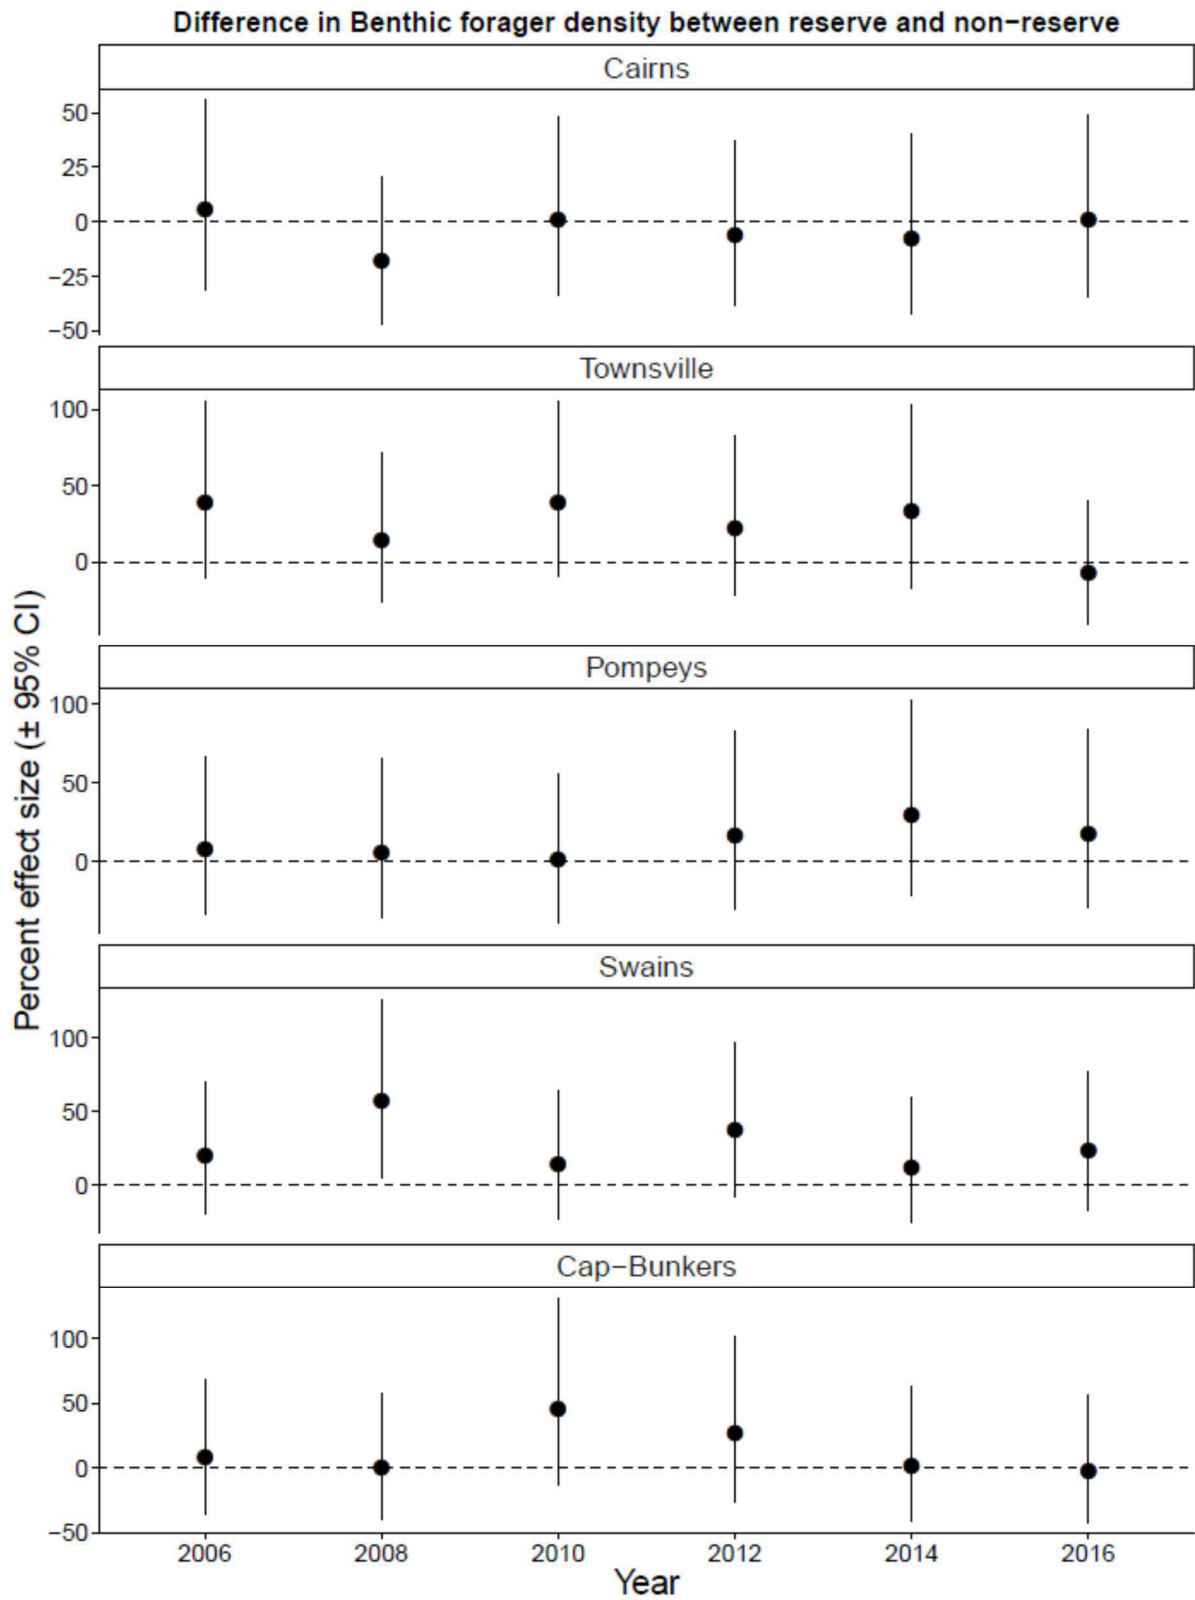 Difference in Benthic forager density between reserve and non−reserve
Cairns
50
25
0
−25
−50
Townsville
100
50
0
Pompeys
100
50
0
Percent effect size (± 95% CI)
Swains
100
50
0
Cap−Bunkers
100
50
0
−50
2006 2008 2010 2012 2014 2016
Year